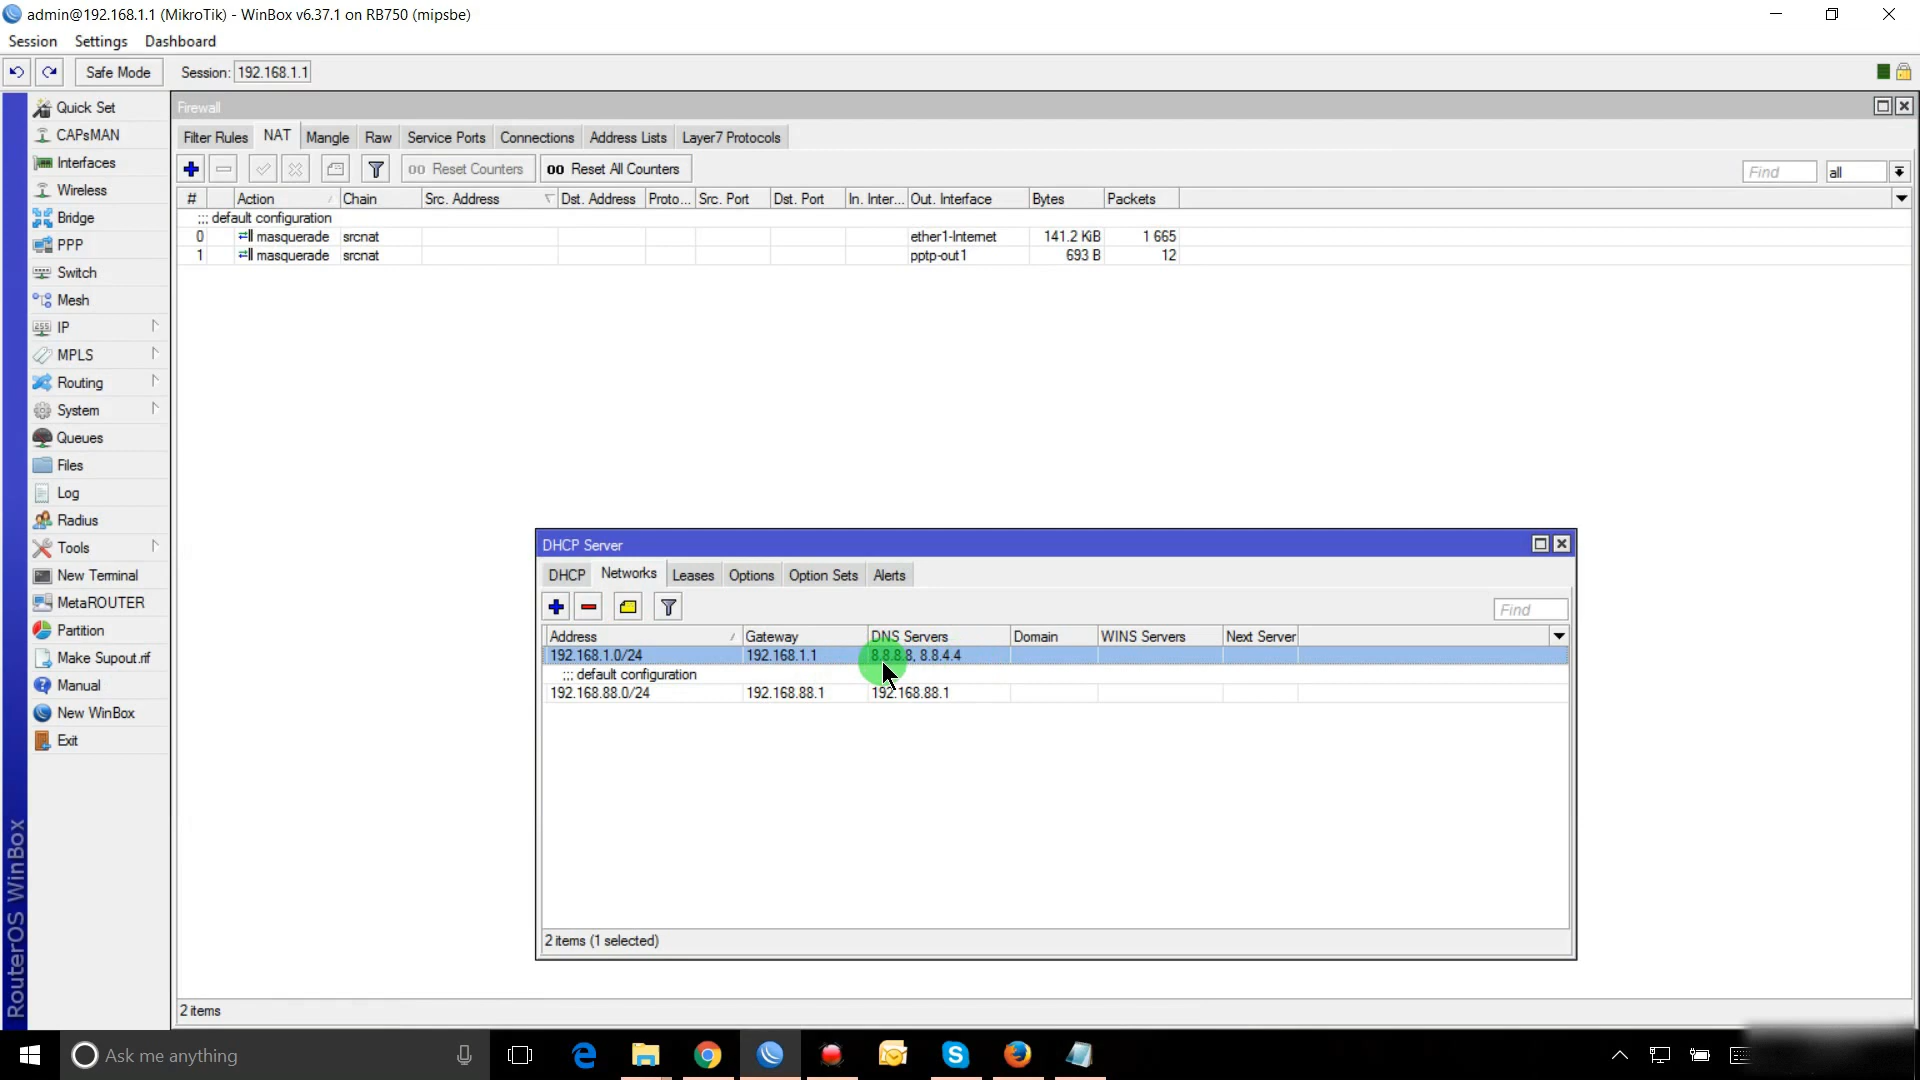 admin@192.168.1.1 (MikroTik) - WinBox v6.37.1 on RB750 (mipsbe)
Session Settings Dashboard
Safe Mode Session: 192.168.1.1
Quick Set
CAPsMAN
Interfaces
Wireless
Bridge
PPP
Switch
Mesh
IP
MPLS
Routing
System
Queues
Files
Log
Radius
Tools
New Terminal
MetaROUTER
Partition
Make Supout.rif
Manual
New WinBox
Exit
RouterOS WinBox
Firewall
Filter Rules NAT Mangle Raw Service Ports Connections Address Lists Layer7 Protocols
00 Reset Counters 00 Reset All Counters Find all
# Action Chain Src. Address Dst. Address Proto... Src. Port Dst. Port In. Inter... Out. Interface Bytes Packets
::: default configuration
0 masquerade srcnat ether1-Internet 141.2 KiB 1 665
1 masquerade srcnat pptp-out1 693 B 12
DHCP Server
DHCP Networks Leases Options Option Sets Alerts
Find
Address Gateway DNS Servers Domain WINS Servers Next Server
192.168.1.0/24 192.168.1.1 8.8.8.8, 8.8.4.4
::: default configuration
192.168.88.0/24 192.168.88.1 192.168.88.1
2 items (1 selected)
2 items
Ask me anything